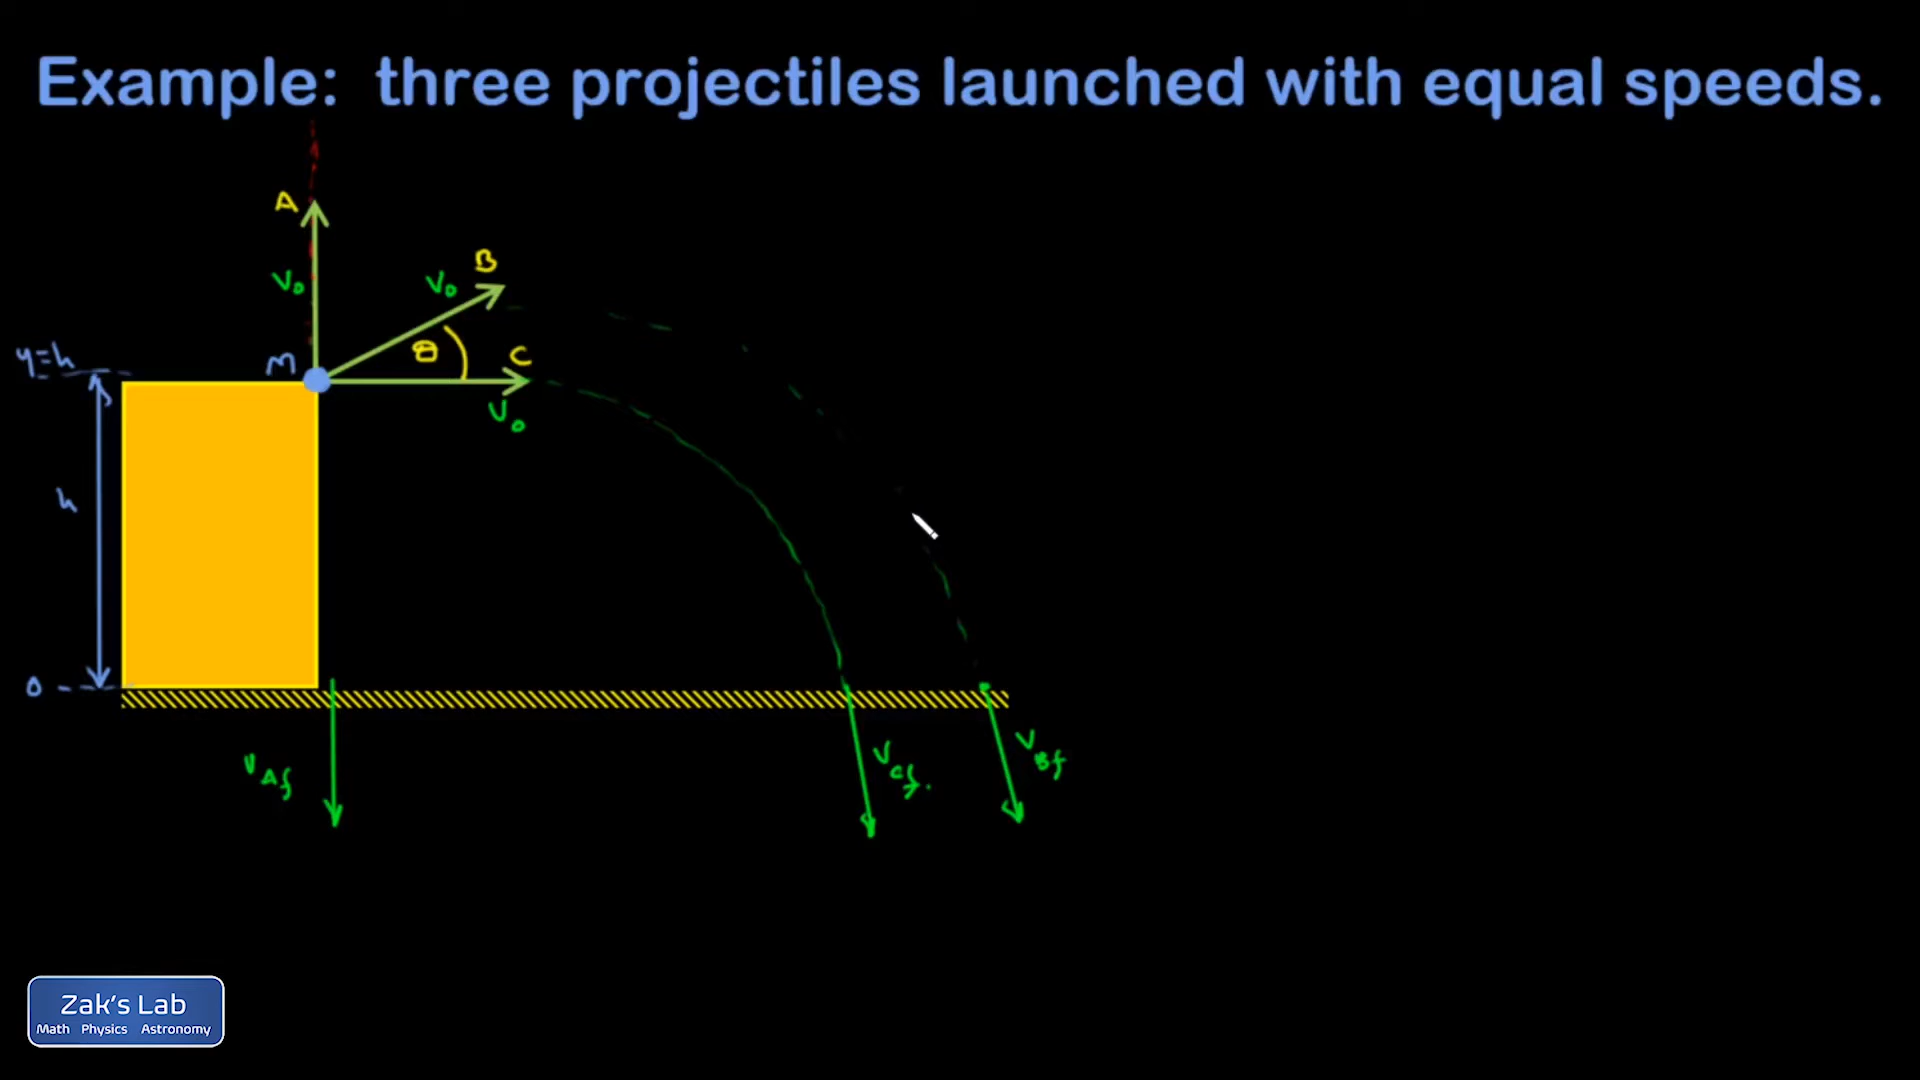 Example: three projectiles launched with equal speeds.
A
B
V₀
V₀
θ
C
y=h
M
V₀
h
0
V_Af
V_Cf.
V_Bf
Zak's Lab
Math Physics Astronomy